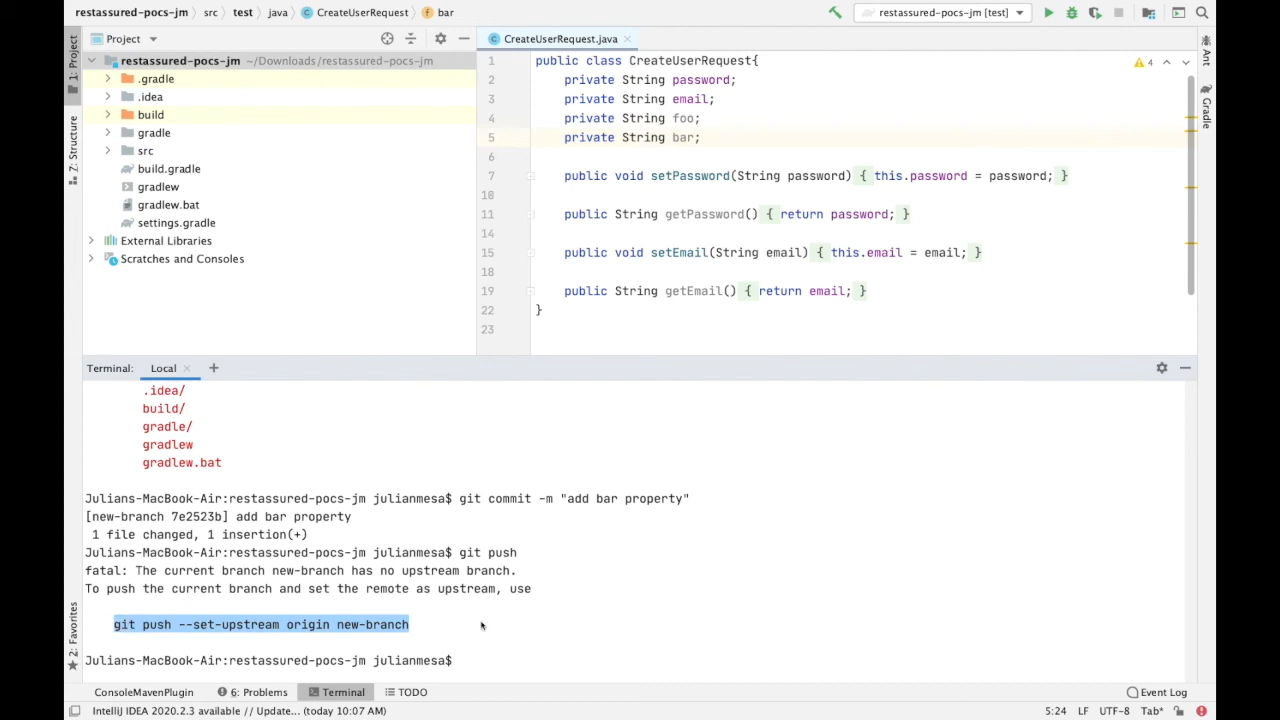 restassured-pocs-jm src test java CreateUserRequest bar restassured-pocs-jm [test]
1: Project
Project
CreateUserRequest.java
restassured-pocs-jm ~/Downloads/restassured-pocs-jm
.gradle
.idea
build
gradle
src
build.gradle
gradlew
gradlew.bat
settings.gradle
External Libraries
Scratches and Consoles
7: Structure
2: Favorites
1 public class CreateUserRequest{
2 private String password;
3 private String email;
4 private String foo;
5 private String bar;
6
7 public void setPassword(String password) { this.password = password; }
10
11 public String getPassword() { return password; }
14
15 public void setEmail(String email) { this.email = email; }
18
19 public String getEmail() { return email; }
22 }
23
4
Ant
Gradle
Terminal: Local
.idea/
build/
gradle/
gradlew
gradlew.bat
Julians-MacBook-Air:restassured-pocs-jm julianmesa$ git commit -m "add bar property"
[new-branch 7e2523b] add bar property
1 file changed, 1 insertion(+)
Julians-MacBook-Air:restassured-pocs-jm julianmesa$ git push
fatal: The current branch new-branch has no upstream branch.
To push the current branch and set the remote as upstream, use
git push --set-upstream origin new-branch
Julians-MacBook-Air:restassured-pocs-jm julianmesa$
ConsoleMavenPlugin 6: Problems Terminal TODO Event Log
IntelliJ IDEA 2020.2.3 available // Update... (today 10:07 AM) 5:24 LF UTF-8 Tab*